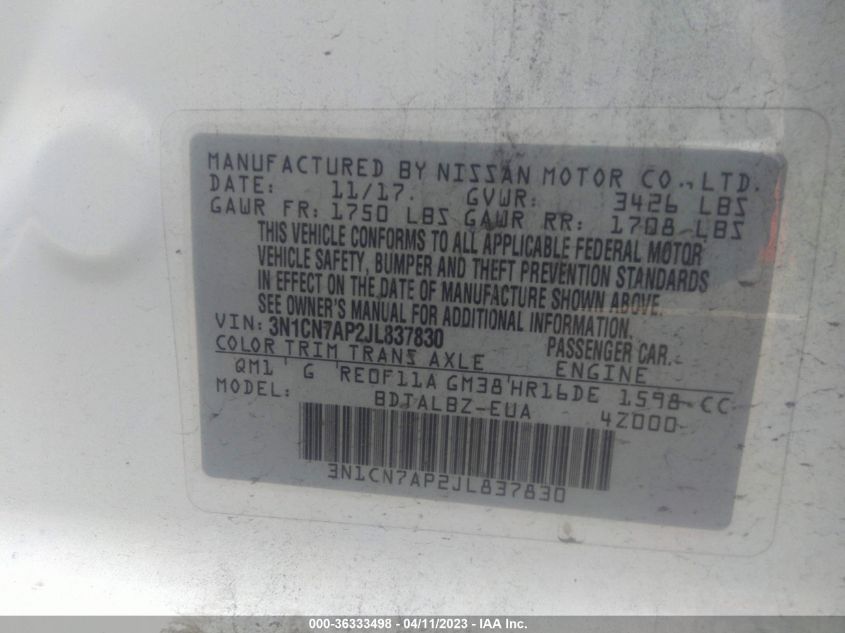 MANUFACTURED BY NISSAN MOTOR CO., LTD.
DATE: 11/17. GVWR: 3426 LBS
GAWR FR: 1750 LBS GAWR RR: 1708 LBS
THIS VEHICLE CONFORMS TO ALL APPLICABLE FEDERAL MOTOR
VEHICLE SAFETY, BUMPER AND THEFT PREVENTION STANDARDS
IN EFFECT ON THE DATE OF MANUFACTURE SHOWN ABOVE.
SEE OWNER'S MANUAL FOR ADDITIONAL INFORMATION.
VIN: 3N1CN7AP2JL837830 PASSENGER CAR.
COLOR TRIM TRANS AXLE ENGINE
QM1 G RE0F11A GM38 HR16DE 1598 CC
MODEL: BDJALBZ-EUA 42000
3N1CN7AP2JL837830
000-36333498 - 04/11/2023 - IAA Inc.